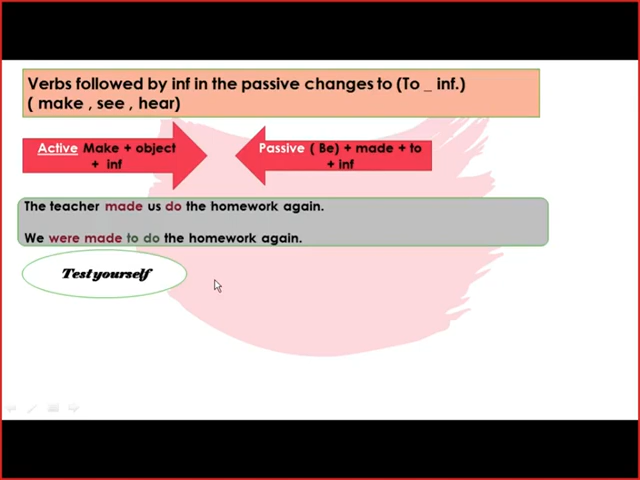 Verbs followed by inf in the passive changes to (To _ inf.)
( make , see , hear)
Active Make + object
+ inf
Passive ( Be) + made + to
+ inf
The teacher made us do the homework again.
We were made to do the homework again.
Test yourself